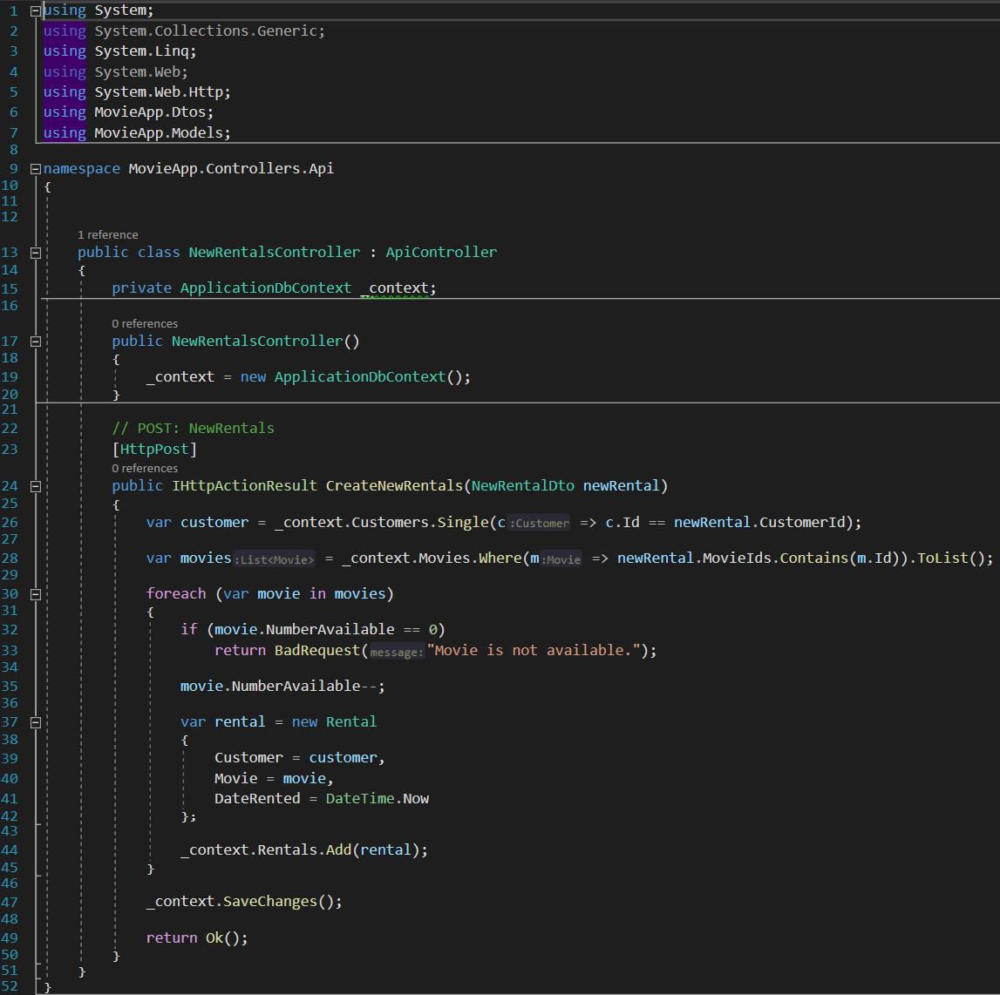 1 using System;
2 using System.Collections.Generic;
3 using System.Linq;
4 using System.Web;
5 using System.Web.Http;
6 using MovieApp.Dtos;
7 using MovieApp.Models;
8
9 namespace MovieApp.Controllers.Api
10 {
11
12
1 reference
13 public class NewRentalsController : ApiController
14 {
15 private ApplicationDbContext _context;
16
0 references
17 public NewRentalsController()
18 {
19 _context = new ApplicationDbContext();
20 }
21
22 // POST: NewRentals
23 [HttpPost]
0 references
24 public IHttpActionResult CreateNewRentals(NewRentalDto newRental)
25 {
26 var customer = _context.Customers.Single(c :Customer => c.Id == newRental.CustomerId);
27
28 var movies :List<Movie> = _context.Movies.Where(m :Movie => newRental.MovieIds.Contains(m.Id)).ToList();
29
30 foreach (var movie in movies)
31 {
32 if (movie.NumberAvailable == 0)
33 return BadRequest( message: "Movie is not available.");
34
35 movie.NumberAvailable--;
36
37 var rental = new Rental
38 {
39 Customer = customer,
40 Movie = movie,
41 DateRented = DateTime.Now
42 };
43
44 _context.Rentals.Add(rental);
45 }
46
47 _context.SaveChanges();
48
49 return Ok();
50 }
51 }
52 }